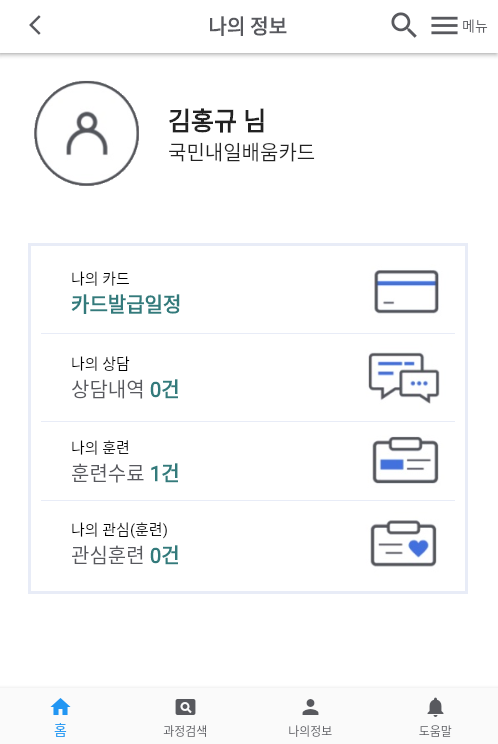 나의 정보
메뉴
김홍규 님
국민내일배움카드
나의 카드
카드발급일정
나의 상담
상담내역 0건
나의 훈련
훈련수료 1건
나의 관심(훈련)
관심훈련 0건
홈
과정검색
나의정보
도움말